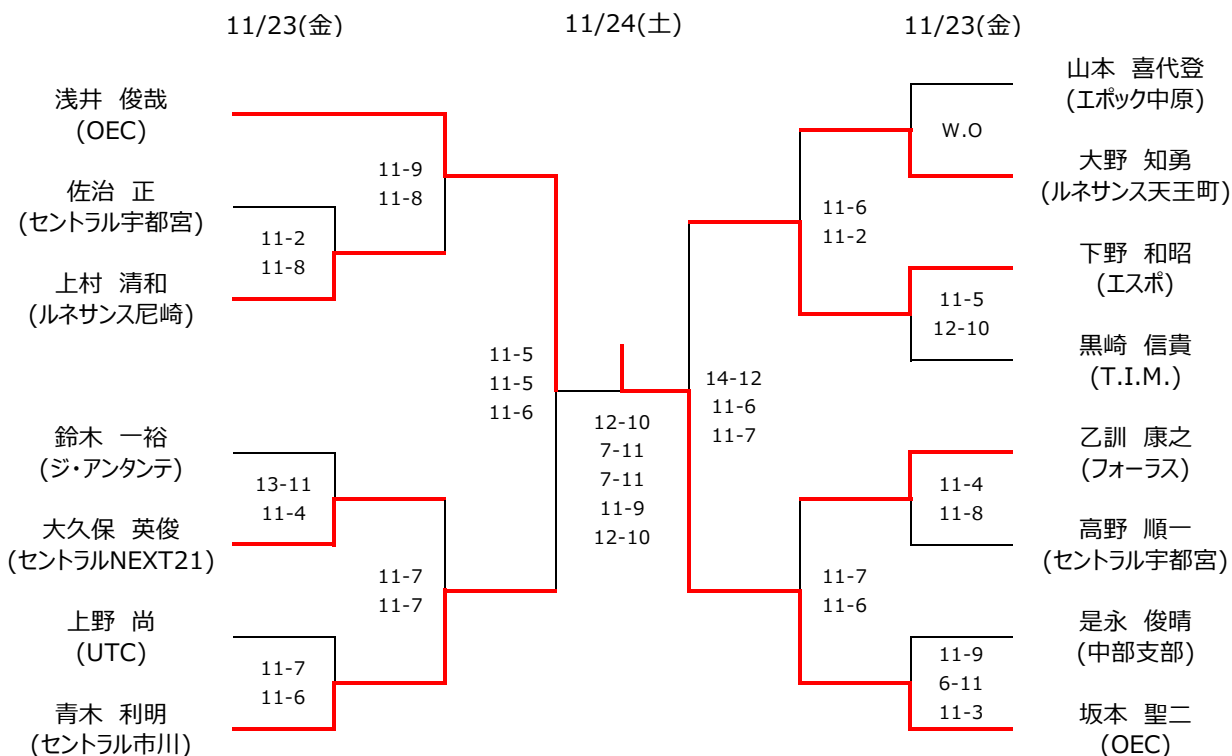 11/23(金)
11/24(土)
11/23(金)
浅井 俊哉
(OEC)
佐治 正
(セントラル宇都宮)
上村 清和
(ルネサンス尼崎)
鈴木 一裕
(ジ・アンタンテ)
大久保 英俊
(セントラルNEXT21)
上野 尚
(UTC)
青木 利明
(セントラル市川)
11-2
11-8
13-11
11-4
11-7
11-6
11-9
11-8
11-7
11-7
11-5
11-5
11-6
12-10
7-11
7-11
11-9
12-10
14-12
11-6
11-7
11-6
11-2
11-7
11-6
W.O
11-5
12-10
11-4
11-8
11-9
6-11
11-3
山本 喜代登
(エポック中原)
大野 知勇
(ルネサンス天王町)
下野 和昭
(エスポ)
黒崎 信貴
(T.I.M.)
乙訓 康之
(フォーラス)
高野 順一
(セントラル宇都宮)
是永 俊晴
(中部支部)
坂本 聖二
(OEC)